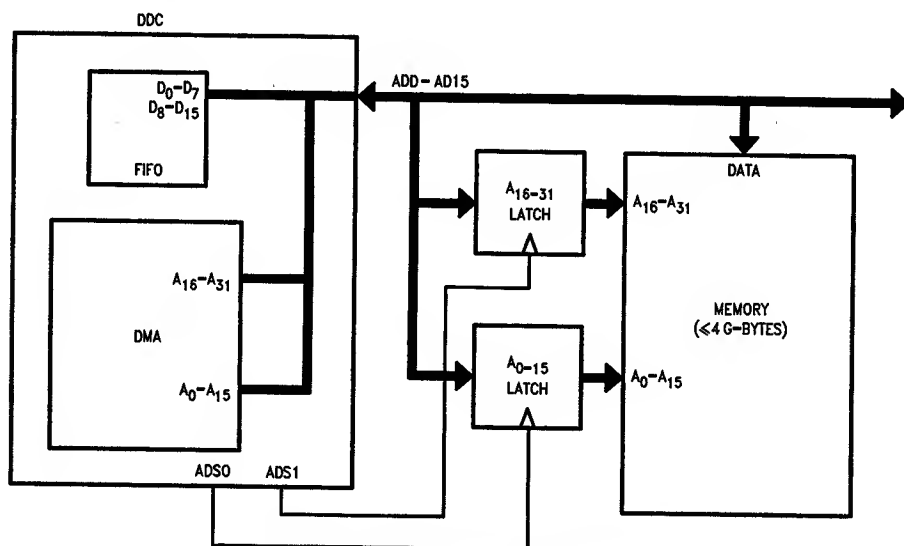 DDC
D0-D7
D8-D15
FIFO
ADD-AD15
DATA
A16-31
LATCH
A16-A31
A16-A31
DMA
MEMORY
(≤4 G-BYTES)
A0-15
LATCH
A0-A15
A0-A15
ADS0
ADS1